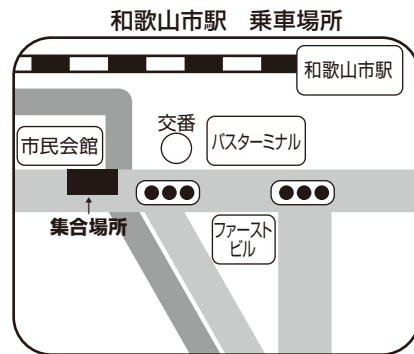 和歌山市駅　乗車場所
和歌山市駅
交番
バスターミナル
市民会館
集合場所
ファースト
ビル